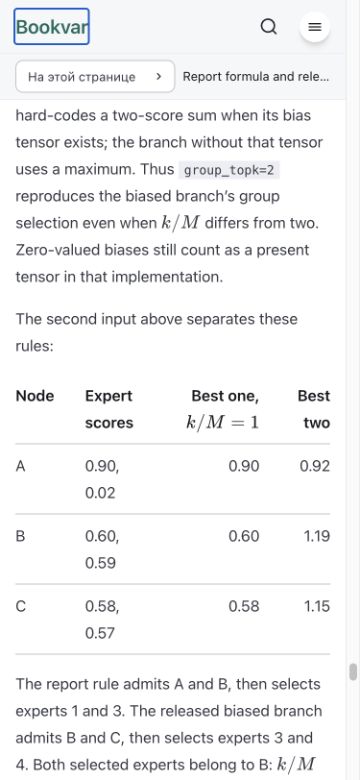 Bookvar
На этой странице
Report formula and rele...
hard-codes a two-score sum when its bias
tensor exists; the branch without that tensor
uses a maximum. Thus group_topk=2
reproduces the biased branch’s group
selection even when k/M differs from two.
Zero-valued biases still count as a present
tensor in that implementation.
The second input above separates these
rules:
Node Expert scores Best one, k/M = 1 Best two
A 0.90, 0.02 0.90 0.92
B 0.60, 0.59 0.60 1.19
C 0.58, 0.57 0.58 1.15
The report rule admits A and B, then selects
experts 1 and 3. The released biased branch
admits B and C, then selects experts 3 and
4. Both selected experts belong to B: k/M